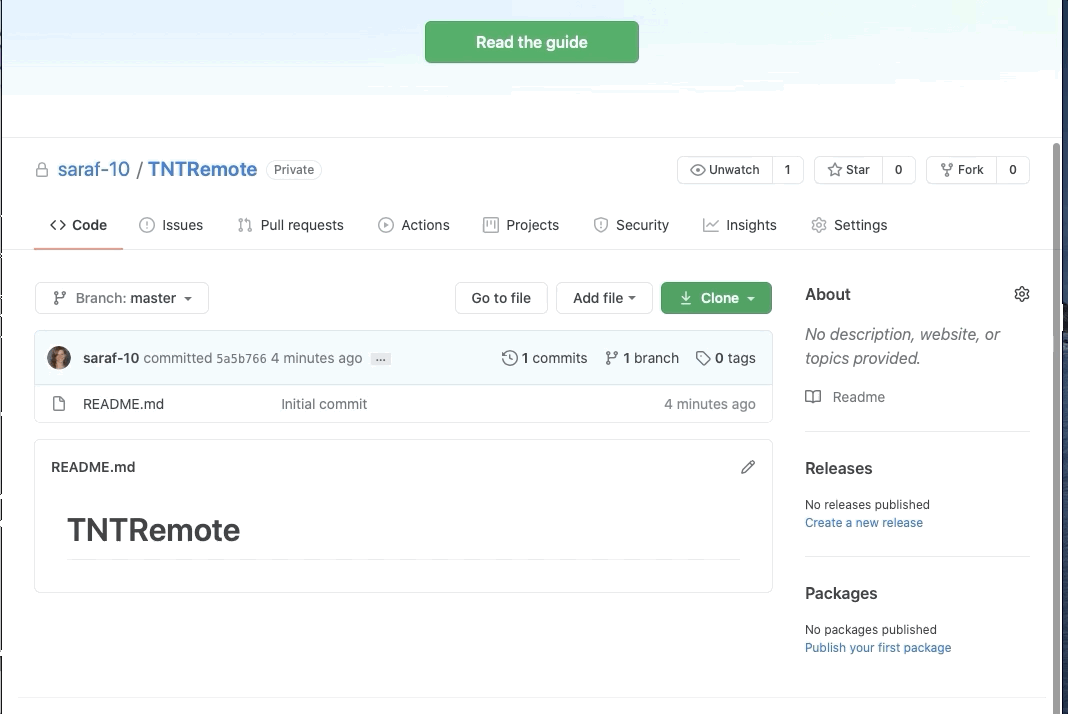 Read the guide
saraf-10 / TNTRemote Private
Unwatch 1 Star 0 Fork 0
Code Issues Pull requests Actions Projects Security Insights Settings
Branch: master Go to file Add file Clone
saraf-10 committed 5a5b766 4 minutes ago ... 1 commits 1 branch 0 tags
README.md Initial commit 4 minutes ago
README.md
TNTRemote
About
No description, website, or
topics provided.
Readme
Releases
No releases published
Create a new release
Packages
No packages published
Publish your first package